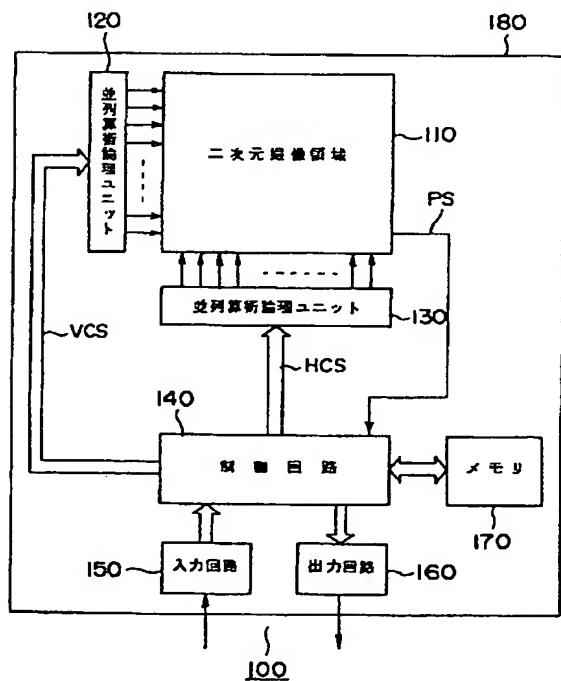 120
180
並列算術論理ユニット
二次元撮像領域
110
PS
並列算術論理ユニット
130
VCS
HCS
140
制御回路
メモリ
170
150
入力回路
出力回路
160
100